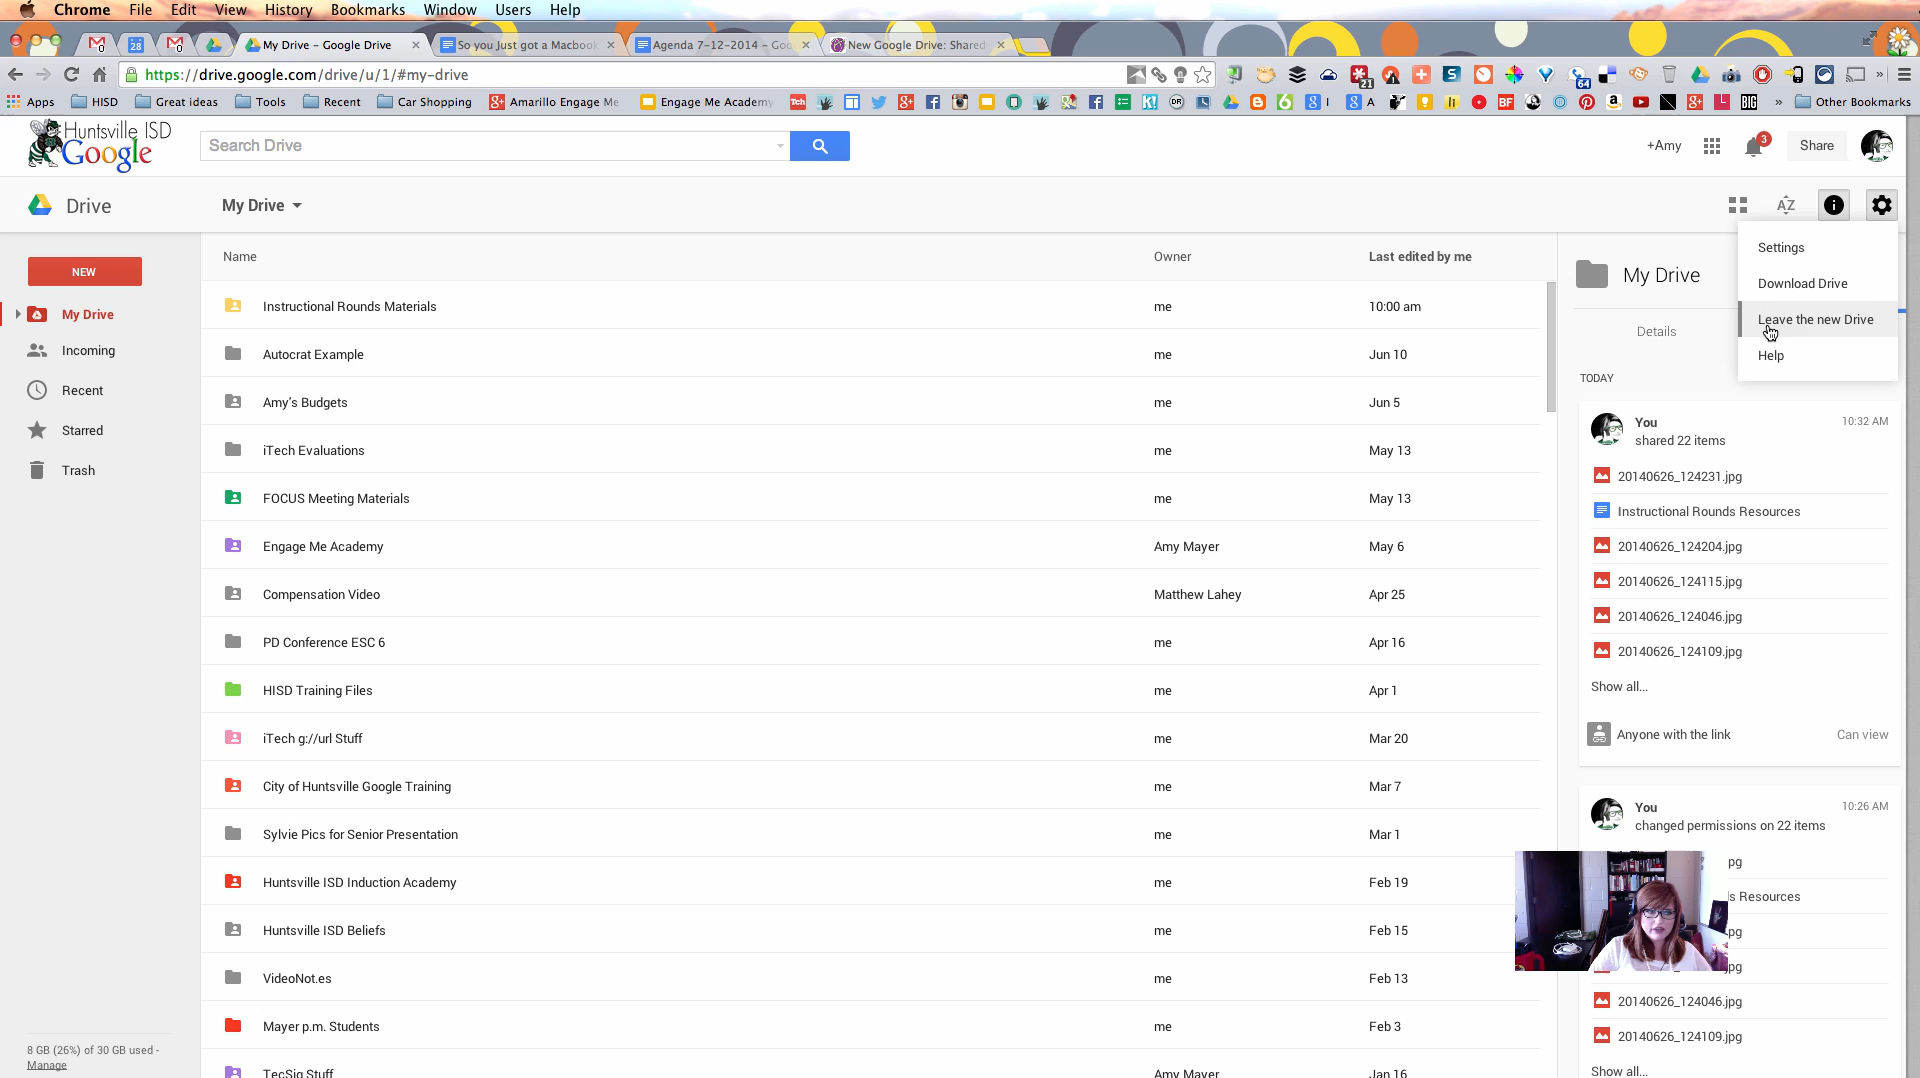 Chrome File Edit View History Bookmarks Window Users Help
My Drive – Google Drive So you Just got a Macbook Agenda 7-12-2014 – Goo New Google Drive: Shared
https://drive.google.com/drive/u/1/#my-drive
Apps HISD Great ideas Tools Recent Car Shopping Amarillo Engage Me Engage Me Academy Other Bookmarks
Huntsville ISD
Google
Search Drive
+Amy 3 Share
Drive
My Drive
AZ
Settings
Download Drive
Leave the new Drive
Help
NEW
My Drive
Incoming
Recent
Starred
Trash
8 GB (26%) of 30 GB used -
Manage
Name Owner Last edited by me
Instructional Rounds Materials me 10:00 am
Autocrat Example me Jun 10
Amy's Budgets me Jun 5
iTech Evaluations me May 13
FOCUS Meeting Materials me May 13
Engage Me Academy Amy Mayer May 6
Compensation Video Matthew Lahey Apr 25
PD Conference ESC 6 me Apr 16
HISD Training Files me Apr 1
iTech g://url Stuff me Mar 20
City of Huntsville Google Training me Mar 7
Sylvie Pics for Senior Presentation me Mar 1
Huntsville ISD Induction Academy me Feb 19
Huntsville ISD Beliefs me Feb 15
VideoNot.es me Feb 13
Mayer p.m. Students me Feb 3
TecSig Stuff Amy Mayer Jan 16
My Drive
Details
TODAY
You 10:32 AM
shared 22 items
20140626_124231.jpg
Instructional Rounds Resources
20140626_124204.jpg
20140626_124115.jpg
20140626_124046.jpg
20140626_124109.jpg
Show all...
Anyone with the link Can view
You 10:26 AM
changed permissions on 22 items
pg
s Resources
pg
pg
20140626_124046.jpg
20140626_124109.jpg
Show all...